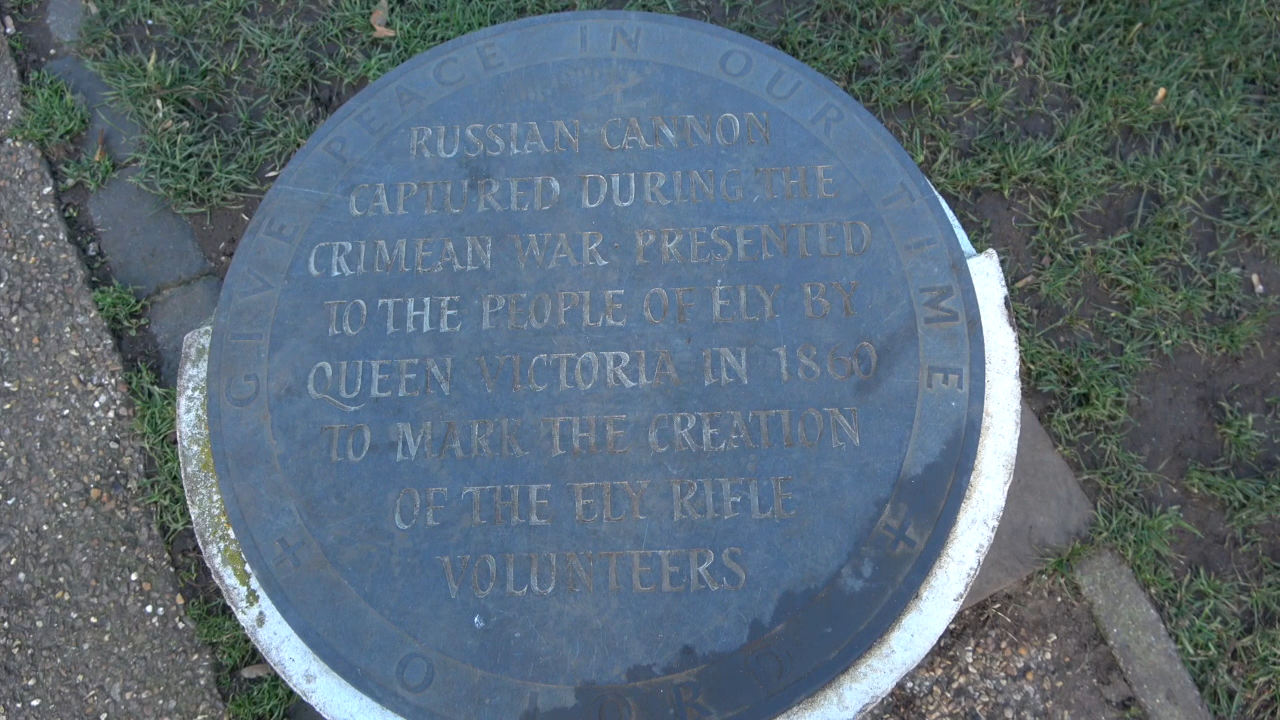 GIVE PEACE IN OUR TIME
RUSSIAN CANNON
CAPTURED DURING THE
CRIMEAN WAR · PRESENTED
TO THE PEOPLE OF ELY BY
QUEEN VICTORIA IN 1860
TO MARK THE CREATION
OF THE ELY RIFLE
VOLUNTEERS
O LORD